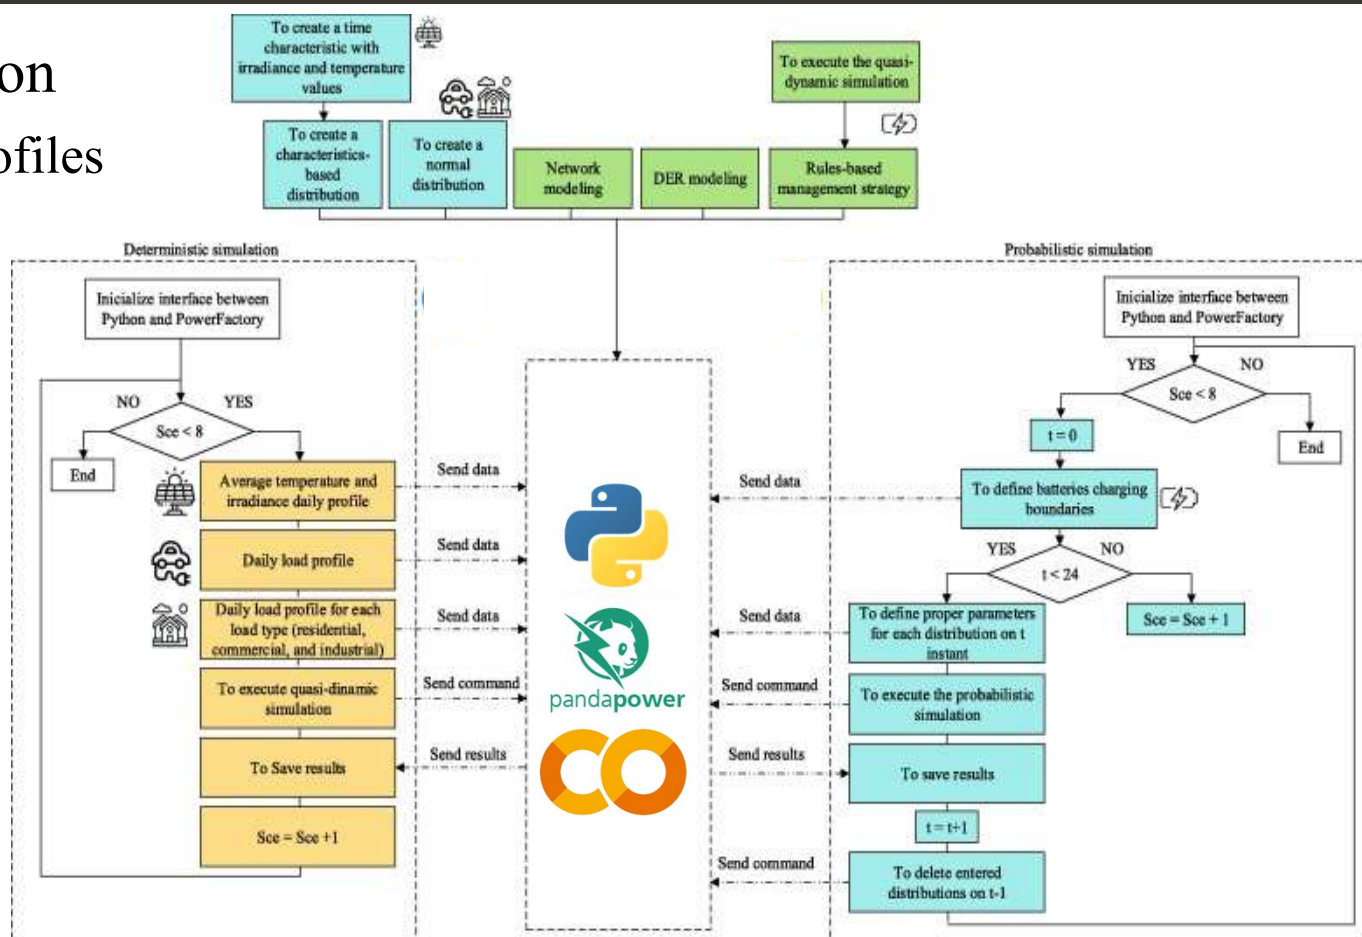 on
ofiles
To create a time
characteristic with
irradiance and temperature
values
To execute the quasi-
dynamic simulation
To create a
characteristics-
based
distribution
To create a
normal
distribution
Network
modeling
DER modeling
Rules-based
management strategy
Deterministic simulation
Inicialize interface between
Python and PowerFactory
NO
YES
Sce < 8
End
Average temperature and
irradiance daily profile
Daily load profile
Daily load profile for each
load type (residential,
commercial, and industrial)
To execute quasi-dinamic
simulation
To Save results
Sce = Sce +1
Send data
Send data
Send data
Send command
Send results
pandapower
Probabilistic simulation
Inicialize interface between
Python and PowerFactory
YES
NO
Sce < 8
End
t = 0
To define batteries charging
boundaries
YES
NO
t < 24
Sce = Sce + 1
To define proper parameters
for each distribution on t
instant
To execute the probabilistic
simulation
To save results
t = t+1
To delete entered
distributions on t-1
Send data
Send data
Send command
Send results
Send command